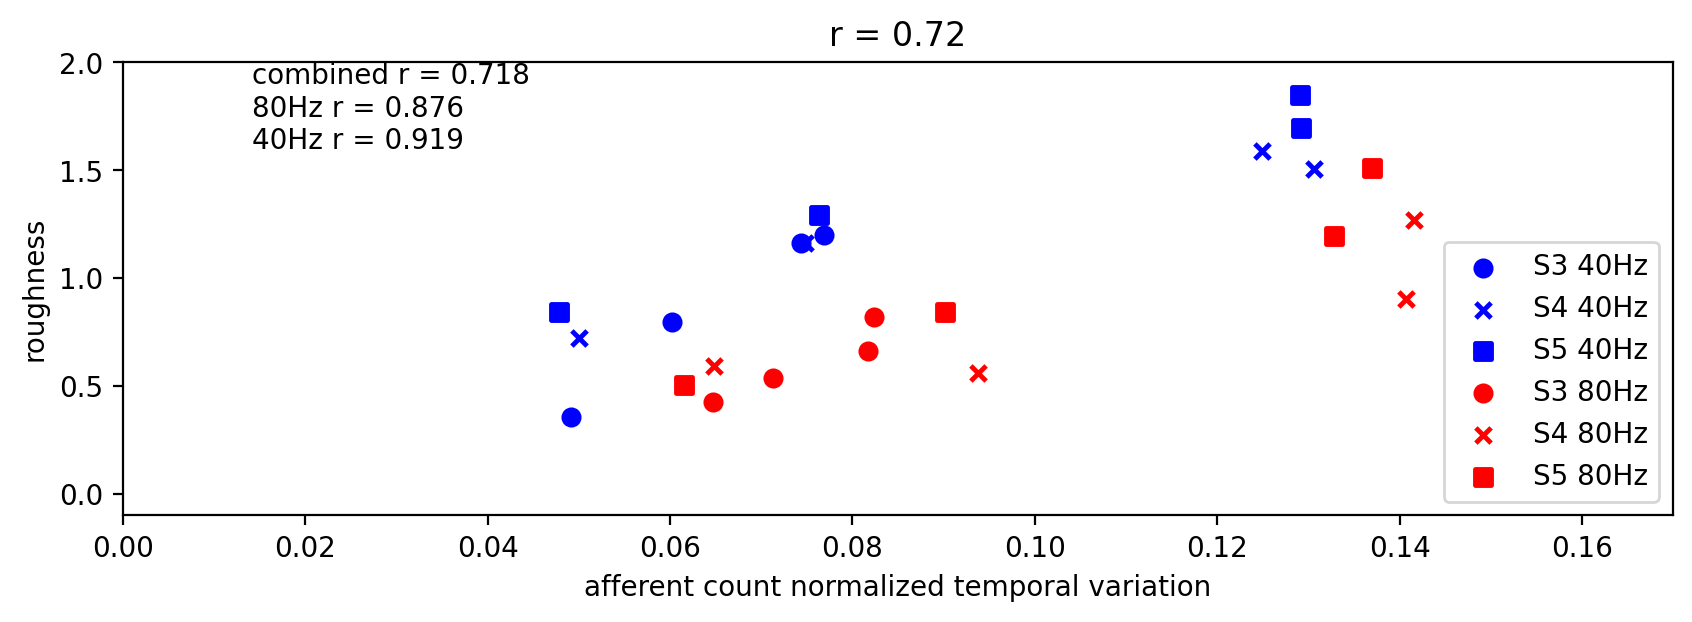 r = 0.72
combined r = 0.718
80Hz r = 0.876
40Hz r = 0.919
2.0
1.5
1.0
0.5
0.0
roughness
S3 40Hz
S4 40Hz
S5 40Hz
S3 80Hz
S4 80Hz
S5 80Hz
0.00 0.02 0.04 0.06 0.08 0.10 0.12 0.14 0.16
afferent count normalized temporal variation